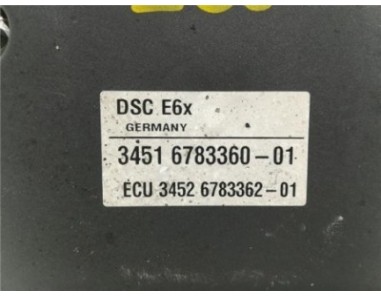 DSC E6x
GERMANY
3451 6783360-01
ECU 3452 6783362-01